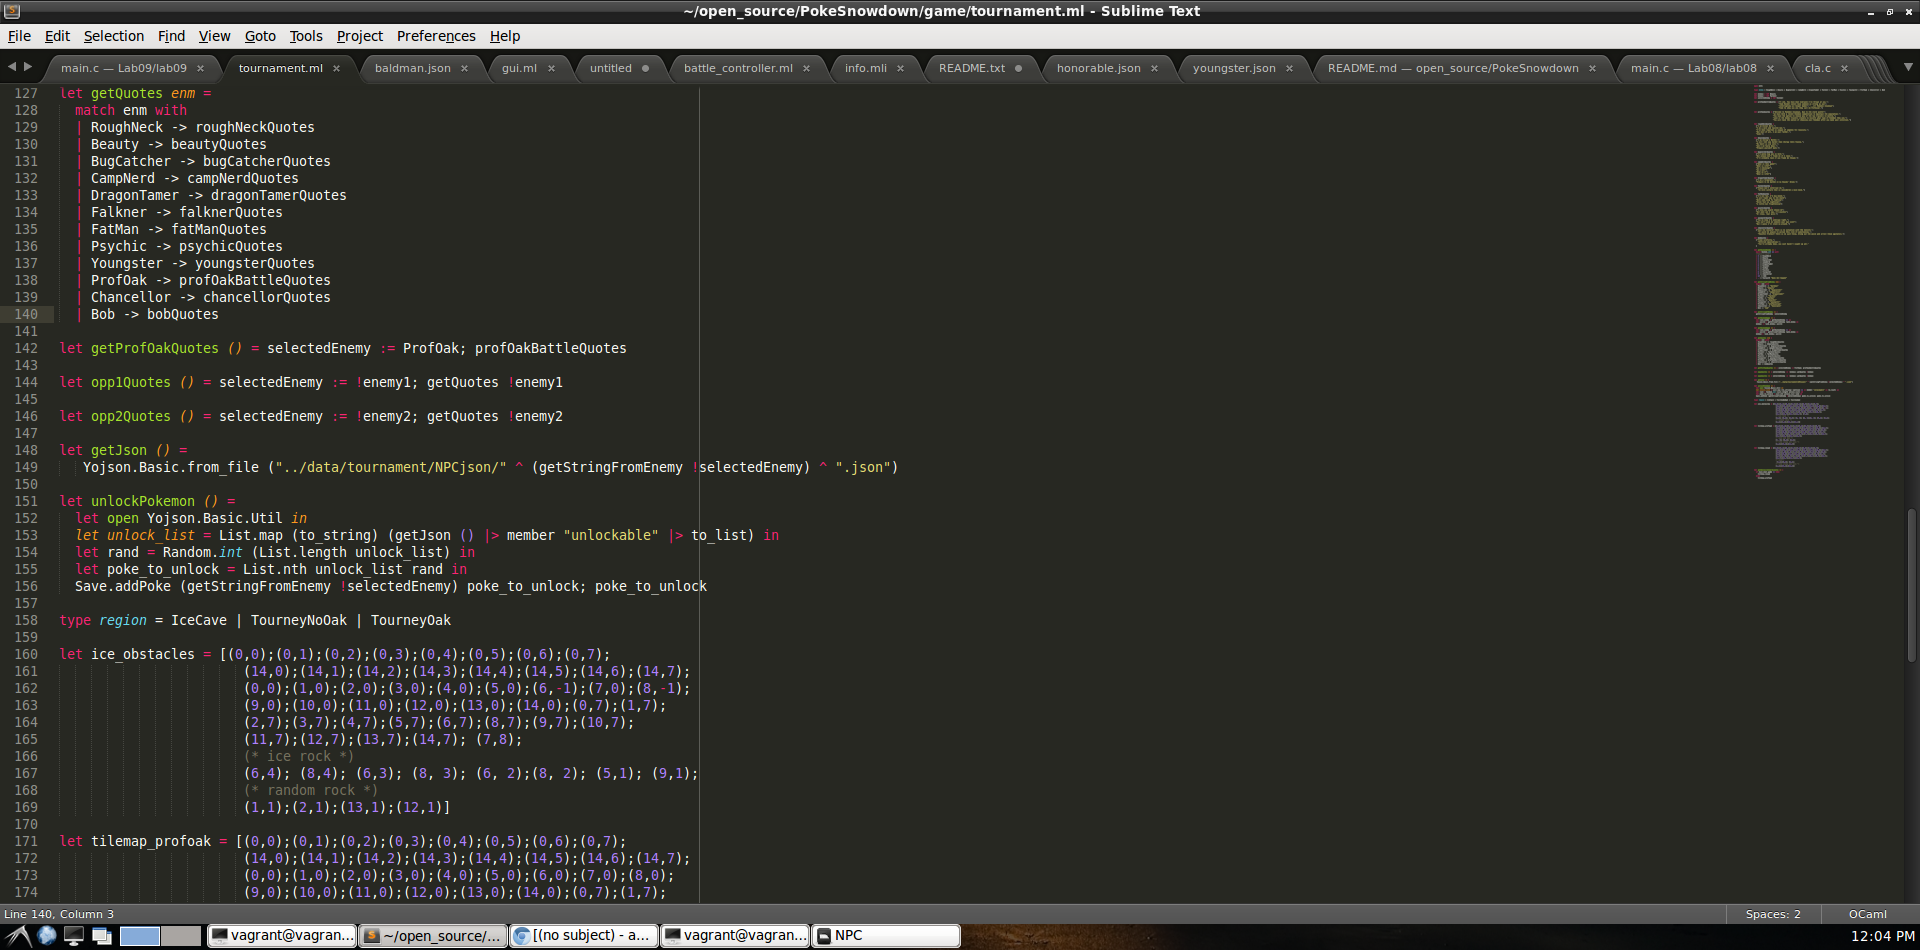 ~/open_source/PokeSnowdown/game/tournament.ml - Sublime Text
File Edit Selection Find View Goto Tools Project Preferences Help
main.c — Lab09/lab09 tournament.ml baldman.json gui.ml untitled battle_controller.ml info.mli README.txt honorable.json youngster.json README.md — open_source/PokeSnowdown main.c — Lab08/lab08 cla.c
127 let getQuotes enm =
128   match enm with
129   | RoughNeck -> roughNeckQuotes
130   | Beauty -> beautyQuotes
131   | BugCatcher -> bugCatcherQuotes
132   | CampNerd -> campNerdQuotes
133   | DragonTamer -> dragonTamerQuotes
134   | Falkner -> falknerQuotes
135   | FatMan -> fatManQuotes
136   | Psychic -> psychicQuotes
137   | Youngster -> youngsterQuotes
138   | ProfOak -> profOakBattleQuotes
139   | Chancellor -> chancellorQuotes
140   | Bob -> bobQuotes
141
142 let getProfOakQuotes () = selectedEnemy := ProfOak; profOakBattleQuotes
143
144 let opp1Quotes () = selectedEnemy := !enemy1; getQuotes !enemy1
145
146 let opp2Quotes () = selectedEnemy := !enemy2; getQuotes !enemy2
147
148 let getJson () =
149    Yojson.Basic.from_file ("../data/tournament/NPCjson/" ^ (getStringFromEnemy !selectedEnemy) ^ ".json")
150
151 let unlockPokemon () =
152   let open Yojson.Basic.Util in
153   let unlock_list = List.map (to_string) (getJson () |> member "unlockable" |> to_list) in
154   let rand = Random.int (List.length unlock_list) in
155   let poke_to_unlock = List.nth unlock_list rand in
156   Save.addPoke (getStringFromEnemy !selectedEnemy) poke_to_unlock; poke_to_unlock
157
158 type region = IceCave | TourneyNoOak | TourneyOak
159
160 let ice_obstacles = [(0,0);(0,1);(0,2);(0,3);(0,4);(0,5);(0,6);(0,7);
161                        (14,0);(14,1);(14,2);(14,3);(14,4);(14,5);(14,6);(14,7);
162                        (0,0);(1,0);(2,0);(3,0);(4,0);(5,0);(6,-1);(7,0);(8,-1);
163                        (9,0);(10,0);(11,0);(12,0);(13,0);(14,0);(0,7);(1,7);
164                        (2,7);(3,7);(4,7);(5,7);(6,7);(8,7);(9,7);(10,7);
165                        (11,7);(12,7);(13,7);(14,7); (7,8);
166                        (* ice rock *)
167                        (6,4); (8,4); (6,3); (8, 3); (6, 2);(8, 2); (5,1); (9,1);
168                        (* random rock *)
169                        (1,1);(2,1);(13,1);(12,1)]
170
171 let tilemap_profoak = [(0,0);(0,1);(0,2);(0,3);(0,4);(0,5);(0,6);(0,7);
172                        (14,0);(14,1);(14,2);(14,3);(14,4);(14,5);(14,6);(14,7);
173                        (0,0);(1,0);(2,0);(3,0);(4,0);(5,0);(6,0);(7,0);(8,0);
174                        (9,0);(10,0);(11,0);(12,0);(13,0);(14,0);(0,7);(1,7);
Line 140, Column 3 Spaces: 2 OCaml
vagrant@vagran... ~/open_source/... [(no subject) - a... vagrant@vagran... NPC 12:04 PM